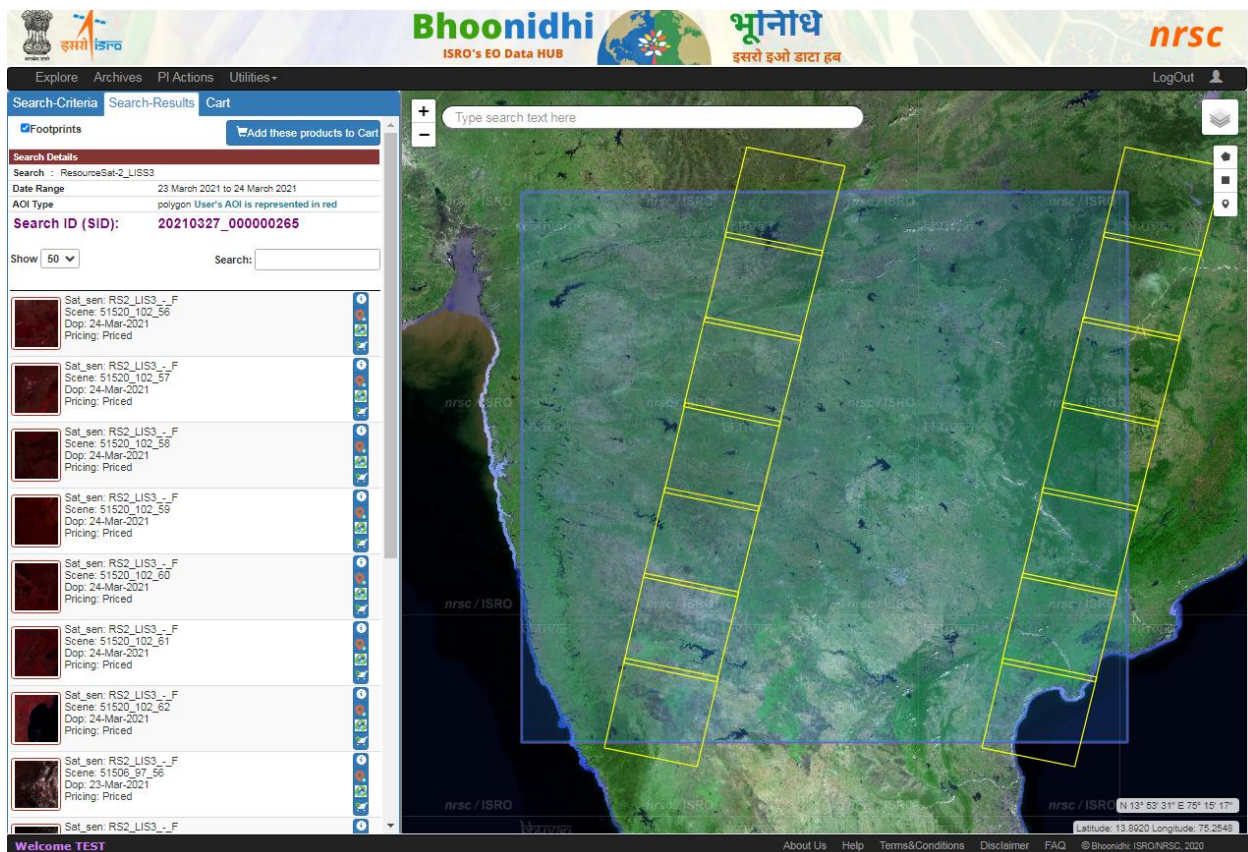 इसरो isro
Bhoonidhi
ISRO's EO Data HUB
भूनिधि
इसरो इओ डाटा हब
nrsc
Explore Archives PI Actions Utilities
LogOut
Search-Criteria Search-Results Cart
Footprints
Add these products to Cart
Search Details
Search : ResourceSat-2_LISS3
Date Range 23 March 2021 to 24 March 2021
AOI Type polygon User's AOI is represented in red
Search ID (SID): 20210327_000000265
Show 50 Search:
Sat_sen: RS2_LIS3_-_F
Scene: 51520_102_56
Dop: 24-Mar-2021
Pricing: Priced
Sat_sen: RS2_LIS3_-_F
Scene: 51520_102_57
Dop: 24-Mar-2021
Pricing: Priced
Sat_sen: RS2_LIS3_-_F
Scene: 51520_102_58
Dop: 24-Mar-2021
Pricing: Priced
Sat_sen: RS2_LIS3_-_F
Scene: 51520_102_59
Dop: 24-Mar-2021
Pricing: Priced
Sat_sen: RS2_LIS3_-_F
Scene: 51520_102_60
Dop: 24-Mar-2021
Pricing: Priced
Sat_sen: RS2_LIS3_-_F
Scene: 51520_102_61
Dop: 24-Mar-2021
Pricing: Priced
Sat_sen: RS2_LIS3_-_F
Scene: 51520_102_62
Dop: 24-Mar-2021
Pricing: Priced
Sat_sen: RS2_LIS3_-_F
Scene: 51506_97_56
Dop: 23-Mar-2021
Pricing: Priced
Sat_sen: RS2_LIS3_-_F
+
−
Type search text here
nrsc / ISRO
nrsc / ISRO
nrsc / ISRO
nrsc / ISRO
N 13° 53' 31" E 75° 15' 17"
Latitude: 13.8920 Longitude: 75.2548
Welcome TEST
About Us Help Terms&Conditions Disclaimer FAQ © Bhoonidhi: ISRO/NRSC, 2020